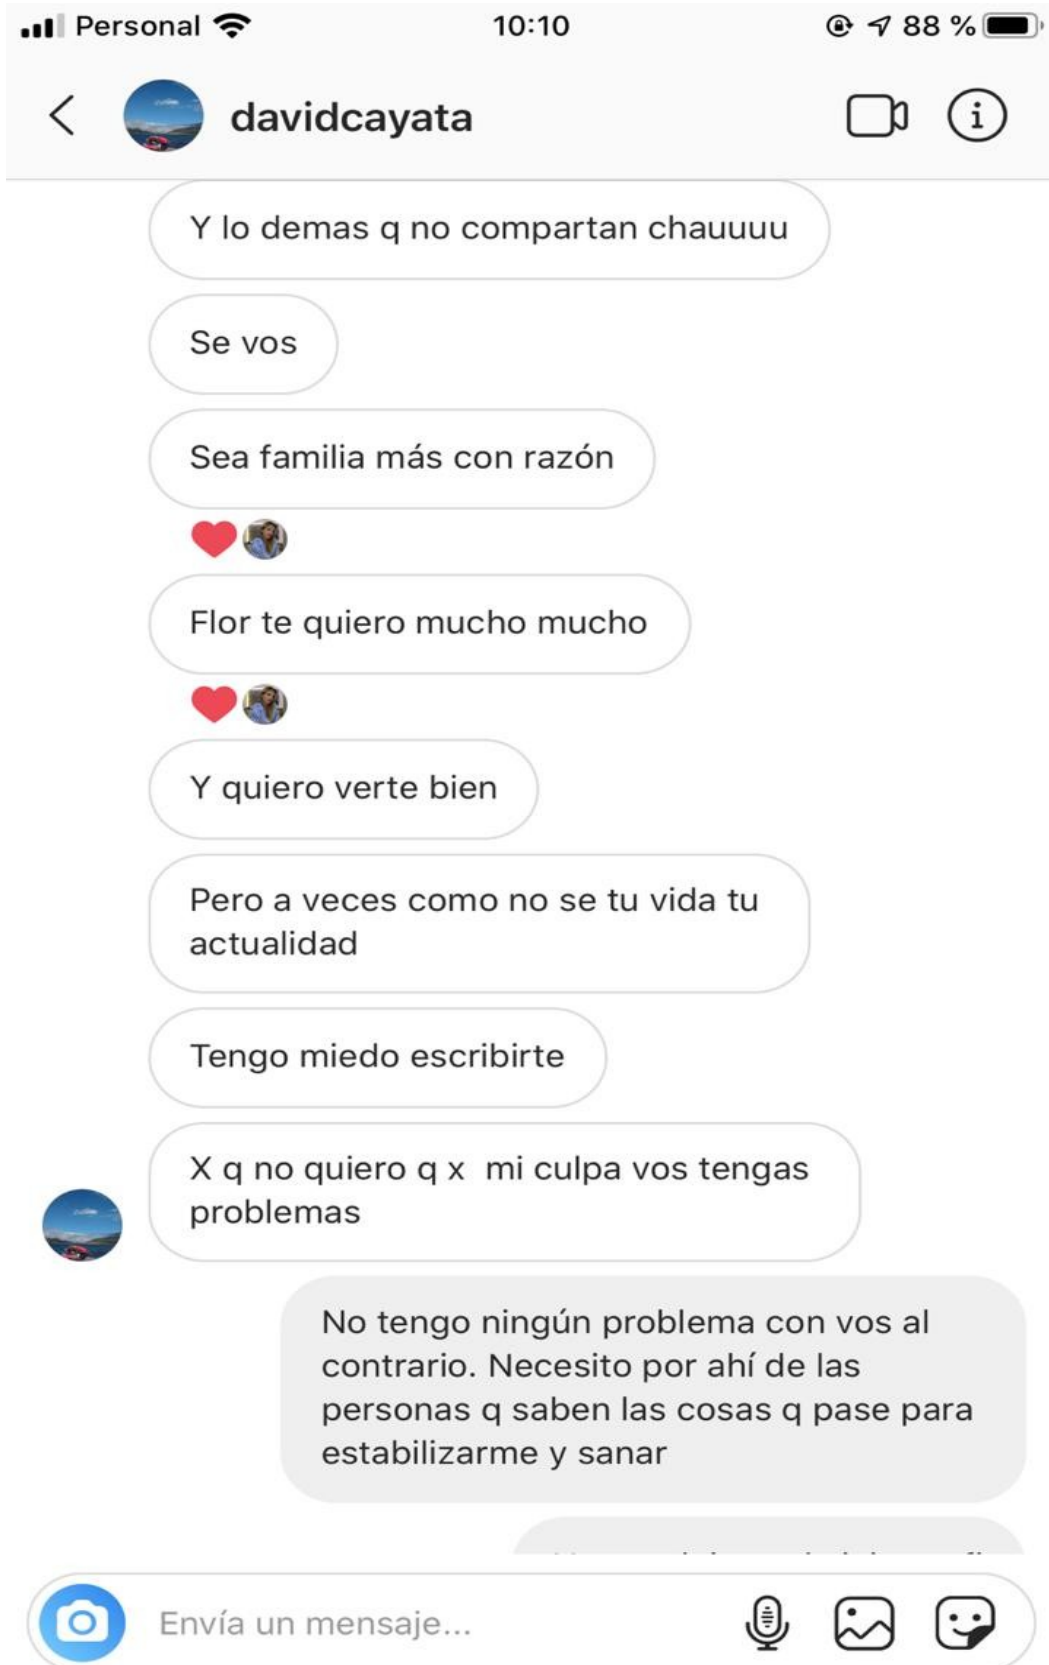 Personal 10:10 88 %
davidcayata
Y lo demas q no compartan chauuuu
Se vos
Sea familia más con razón
Flor te quiero mucho mucho
Y quiero verte bien
Pero a veces como no se tu vida tu
actualidad
Tengo miedo escribirte
X q no quiero q x mi culpa vos tengas
problemas
No tengo ningún problema con vos al
contrario. Necesito por ahí de las
personas q saben las cosas q pase para
estabilizarme y sanar
Envía un mensaje...